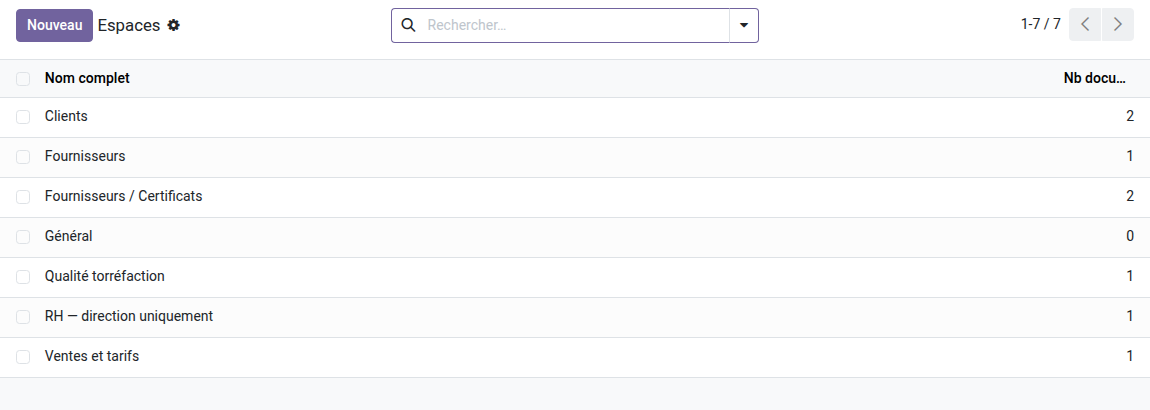 Nouveau Espaces Rechercher... 1-7 / 7
Nom complet Nb docu...
Clients 2
Fournisseurs 1
Fournisseurs / Certificats 2
Général 0
Qualité torréfaction 1
RH — direction uniquement 1
Ventes et tarifs 1